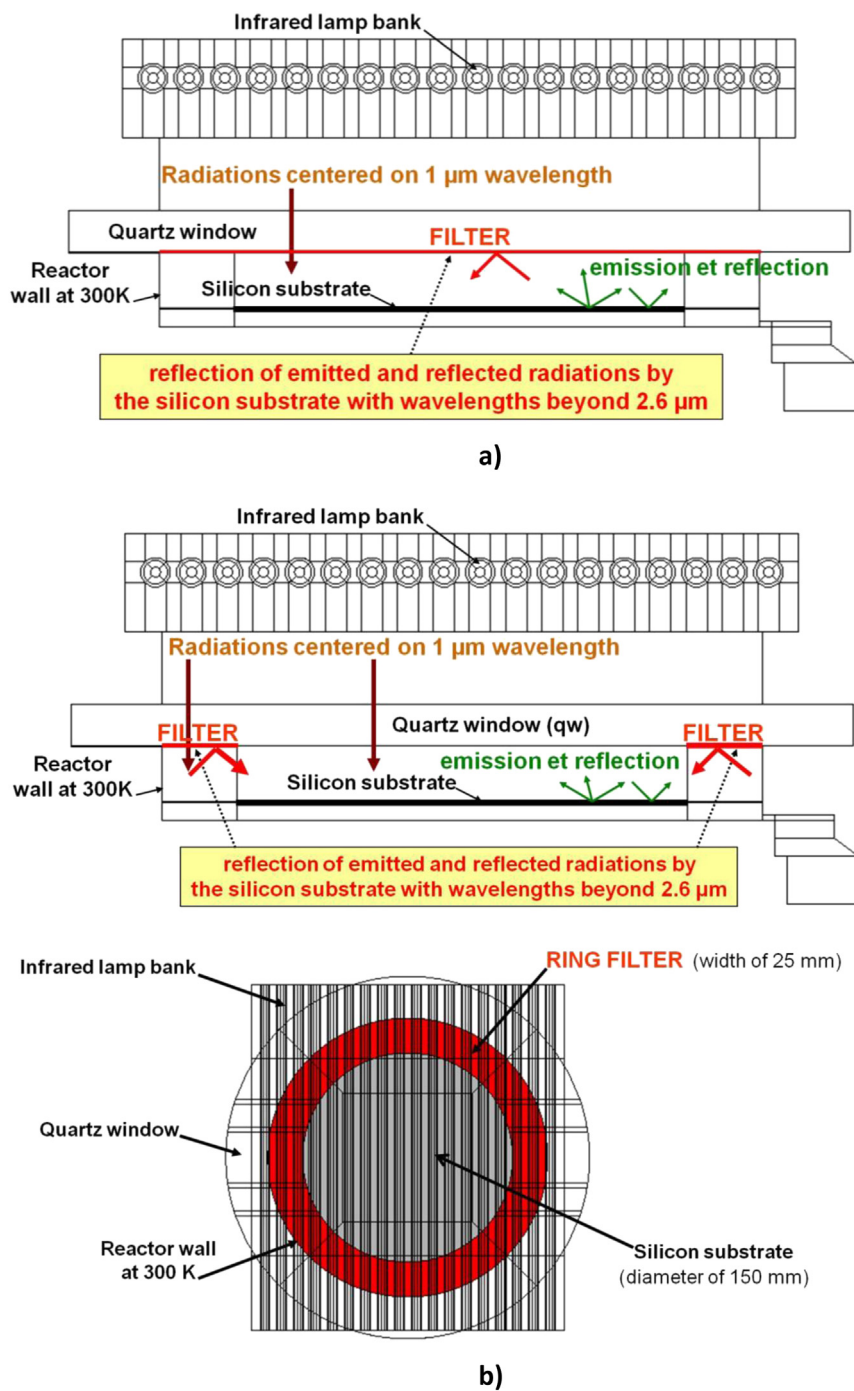 Infrared lamp bank
Radiations centered on 1 µm wavelength
Quartz window
FILTER
Reactor
wall at 300K
emission et reflection
Silicon substrate
reflection of emitted and reflected radiations by
the silicon substrate with wavelengths beyond 2.6 µm
a)
Infrared lamp bank
Radiations centered on 1 µm wavelength
FILTER
Quartz window (qw)
FILTER
Reactor
wall at 300K
emission et reflection
Silicon substrate
reflection of emitted and reflected radiations by
the silicon substrate with wavelengths beyond 2.6 µm
Infrared lamp bank
RING FILTER (width of 25 mm)
Quartz window
Reactor wall
at 300 K
Silicon substrate
(diameter of 150 mm)
b)